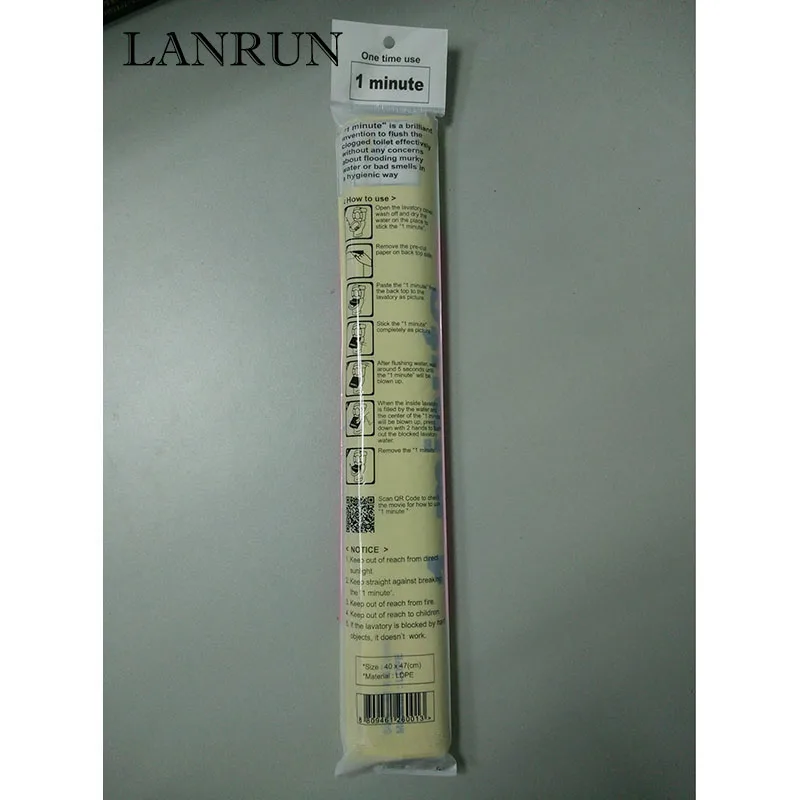 LANRUN
One time use
1 minute
"1 minute" is a brilliant
invention to flush the
clogged toilet effectively
without any concerns
about flooding murky
water or bad smells in
a hygienic way
< How to use >
Open the lavatory cover
wash off and dry the
water on the place to
stick the "1 minute".
Remove the pre-cut
paper on back top side.
Paste the "1 minute" from
the back top to the
lavatory as picture
Stick the "1 minute"
completely as picture
After flushing water, wait
around 5 seconds until
the "1 minute" will be
blown up.
When the inside lavatory
is filled by the water and
the center of the "1 minute"
will be blown up, press
down with 2 hands to
out the blocked lavatory
water.
Remove the "1 minute"
Scan QR Code to check
the movie for how to use
"1 minute."
< NOTICE >
1. Keep out of reach from direct
sunlight.
2. Keep straight against breaking
the '1 minute'.
3. Keep out of reach from fire.
4. Keep out of reach to children.
5. If the lavatory is blocked by hard
objects, it doesn't work.
*Size : 40 x 47(cm)
*Material : LDPE
8 809461 260013 >